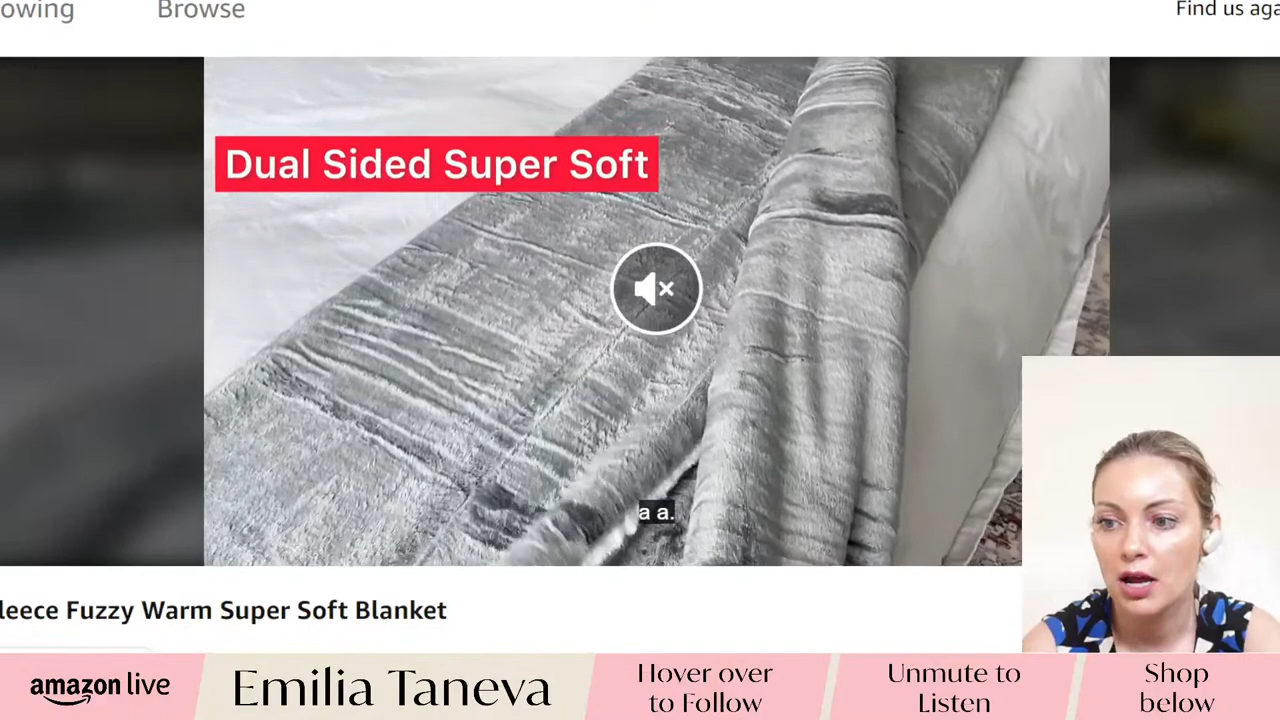 owing
Browse
Find us aga
Dual Sided Super Soft
a a.
leece Fuzzy Warm Super Soft Blanket
amazon live
Emilia Taneva
Hover over
to Follow
Unmute to
Listen
Shop
below